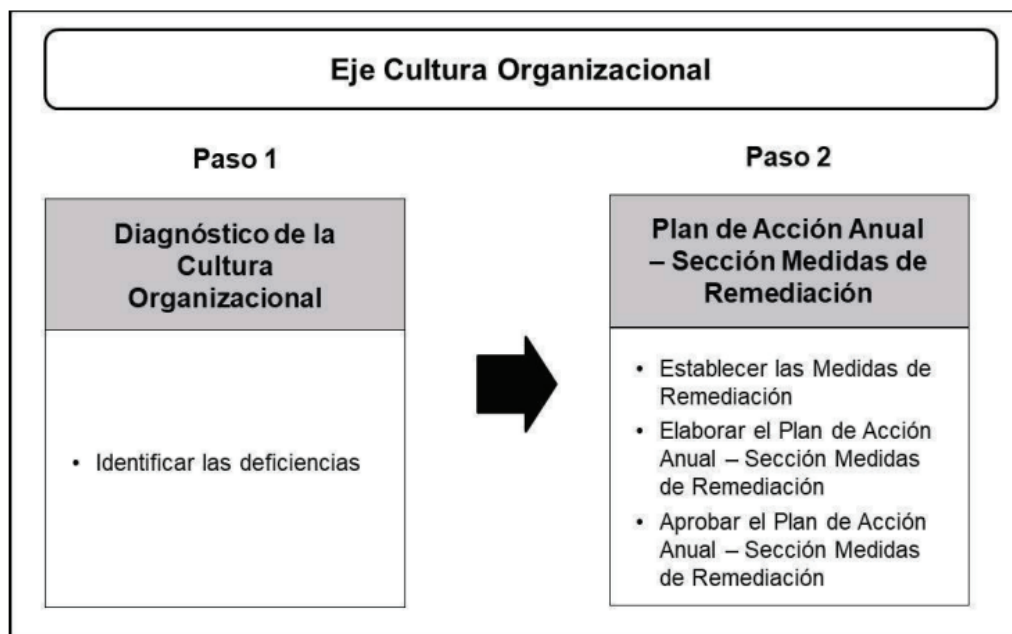 Eje Cultura Organizacional
Paso 1
Diagnóstico de la
Cultura
Organizacional
• Identificar las deficiencias
Paso 2
Plan de Acción Anual
– Sección Medidas de
Remediación
• Establecer las Medidas de
Remediación
• Elaborar el Plan de Acción
Anual – Sección Medidas
de Remediación
• Aprobar el Plan de Acción
Anual – Sección Medidas
de Remediación